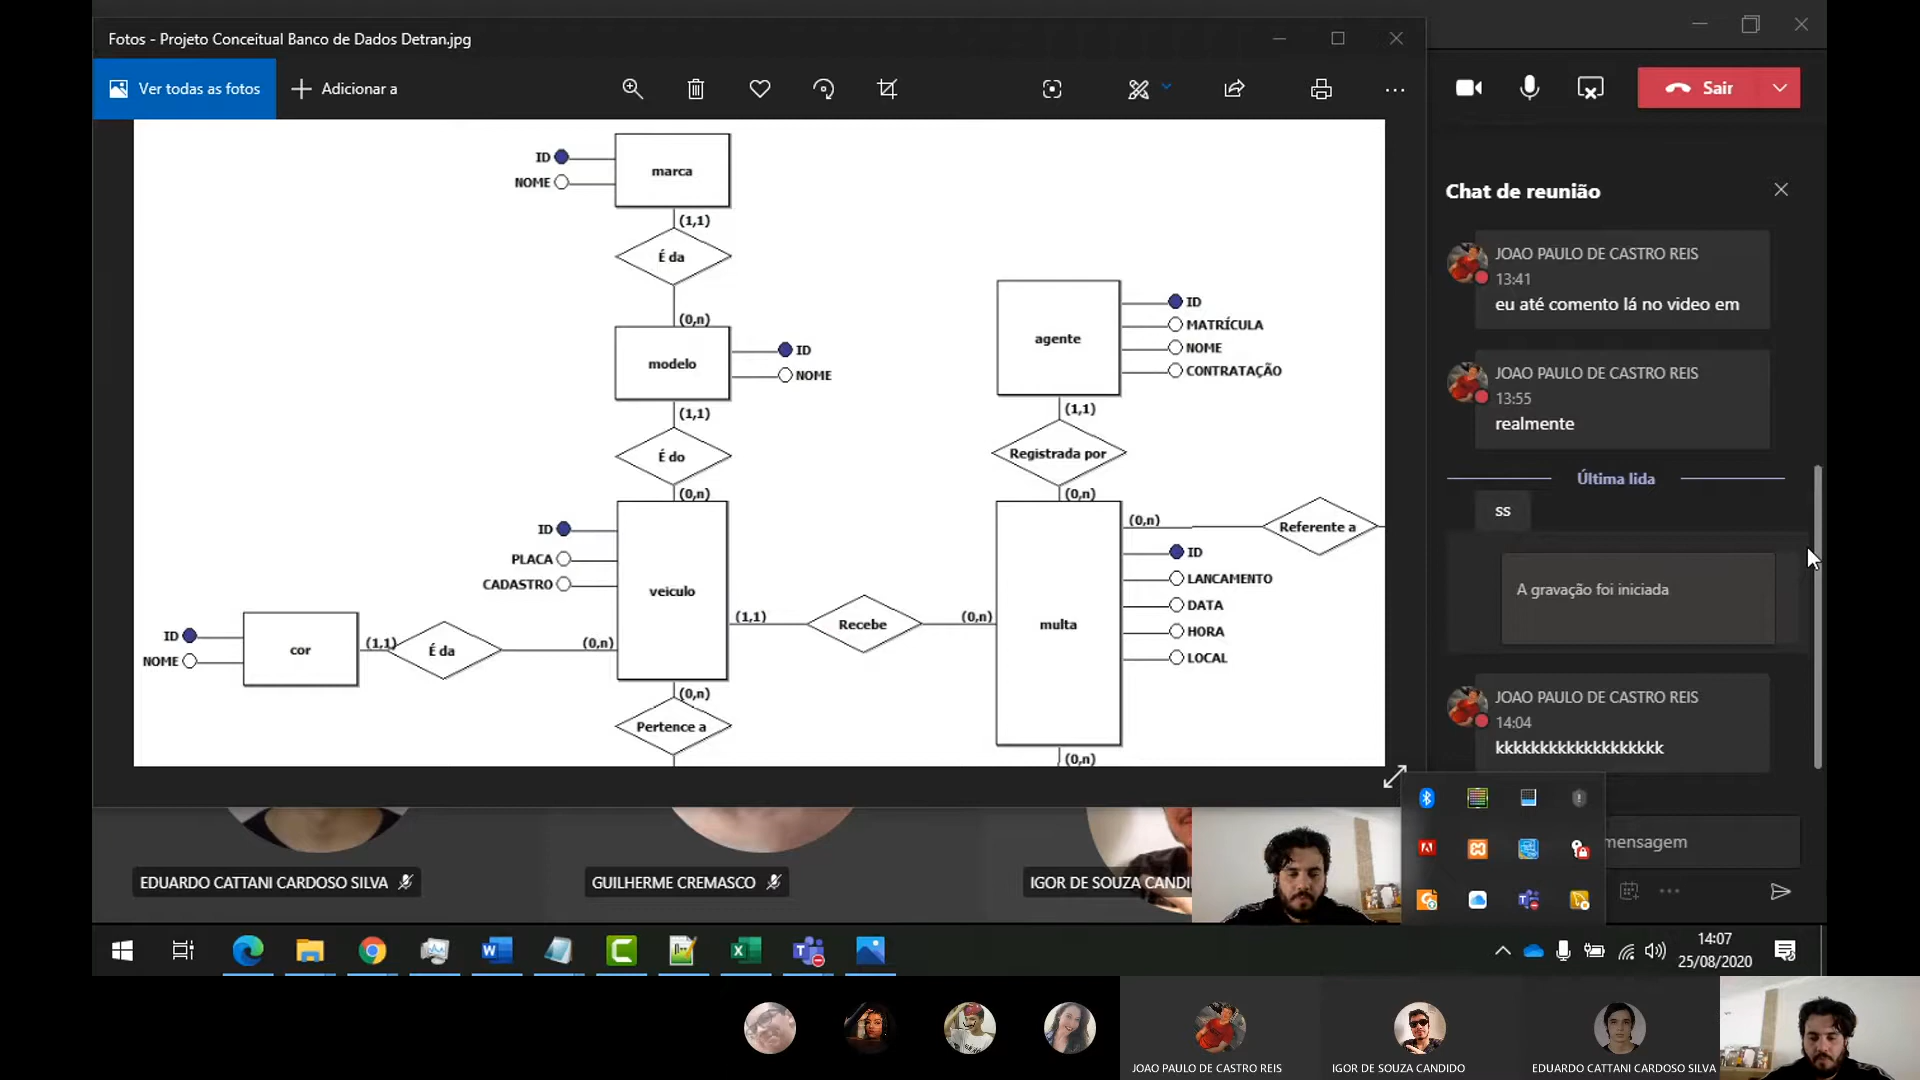 Fotos - Projeto Conceitual Banco de Dados Detran.jpg
Ver todas as fotos
Adicionar a
Sair
ID
NOME
marca
(1,1)
É da
(0,n)
modelo
ID
NOME
(1,1)
É do
(0,n)
ID
PLACA
CADASTRO
veiculo
ID
NOME
cor
(1,1)
É da
(0,n)
(0,n)
Pertence a
(1,1)
Recebe
(0,n)
agente
ID
MATRÍCULA
NOME
CONTRATAÇÃO
(1,1)
Registrada por
(0,n)
multa
(0,n)
Referente a
ID
LANCAMENTO
DATA
HORA
LOCAL
(0,n)
Chat de reunião
JOAO PAULO DE CASTRO REIS
13:41
eu até comento lá no video em
JOAO PAULO DE CASTRO REIS
13:55
realmente
Última lida
ss
A gravação foi iniciada
JOAO PAULO DE CASTRO REIS
14:04
kkkkkkkkkkkkkkkkkkk
mensagem
EDUARDO CATTANI CARDOSO SILVA
GUILHERME CREMASCO
IGOR DE SOUZA CANDI
14:07
25/08/2020
JOAO PAULO DE CASTRO REIS
IGOR DE SOUZA CANDIDO
EDUARDO CATTANI CARDOSO SILVA